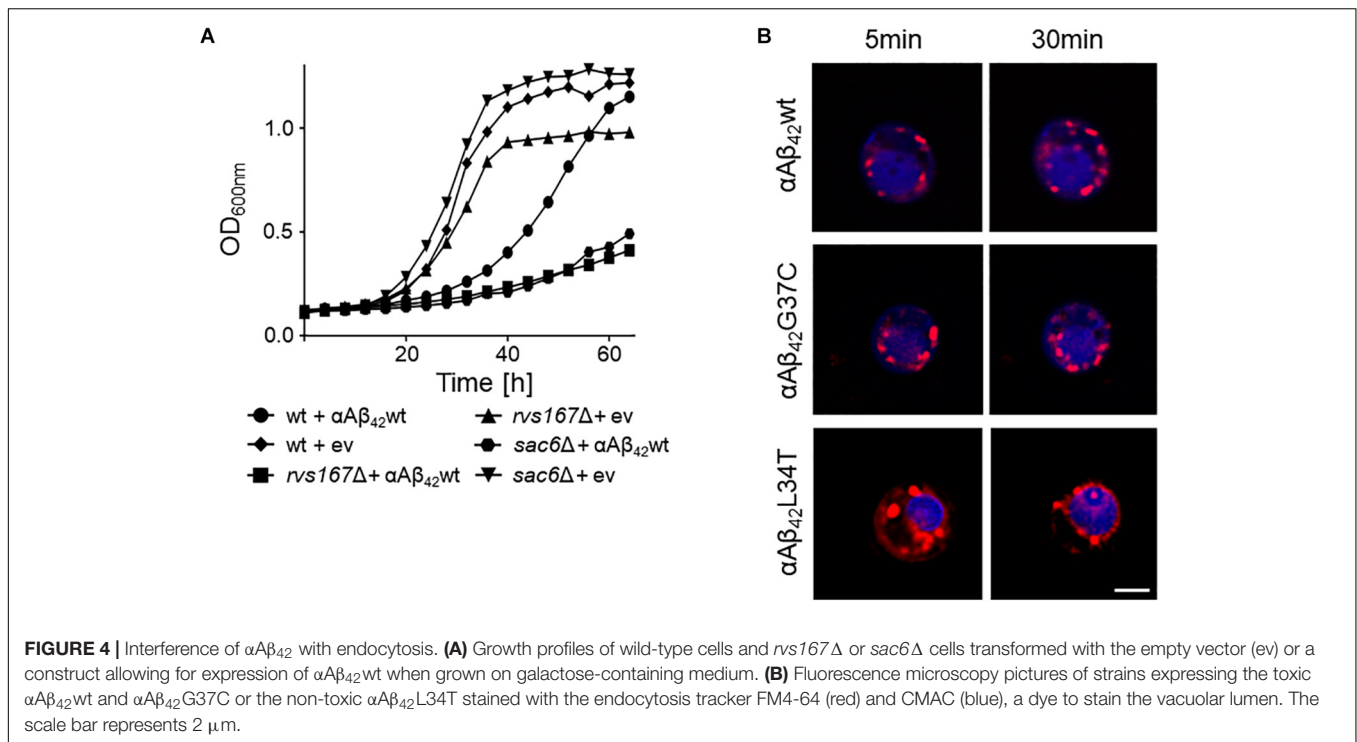 A
B
5min
30min
OD600nm
1.0
0.5
0.0
20
40
60
Time [h]
wt + αAβ42wt
rvs167Δ + ev
wt + ev
sac6Δ + αAβ42wt
rvs167Δ + αAβ42wt
sac6Δ + ev
αAβ42wt
αAβ42G37C
αAβ42L34T
FIGURE 4 | Interference of αAβ42 with endocytosis. (A) Growth profiles of wild-type cells and rvs167Δ or sac6Δ cells transformed with the empty vector (ev) or a
construct allowing for expression of αAβ42wt when grown on galactose-containing medium. (B) Fluorescence microscopy pictures of strains expressing the toxic
αAβ42wt and αAβ42G37C or the non-toxic αAβ42L34T stained with the endocytosis tracker FM4-64 (red) and CMAC (blue), a dye to stain the vacuolar lumen. The
scale bar represents 2 μm.